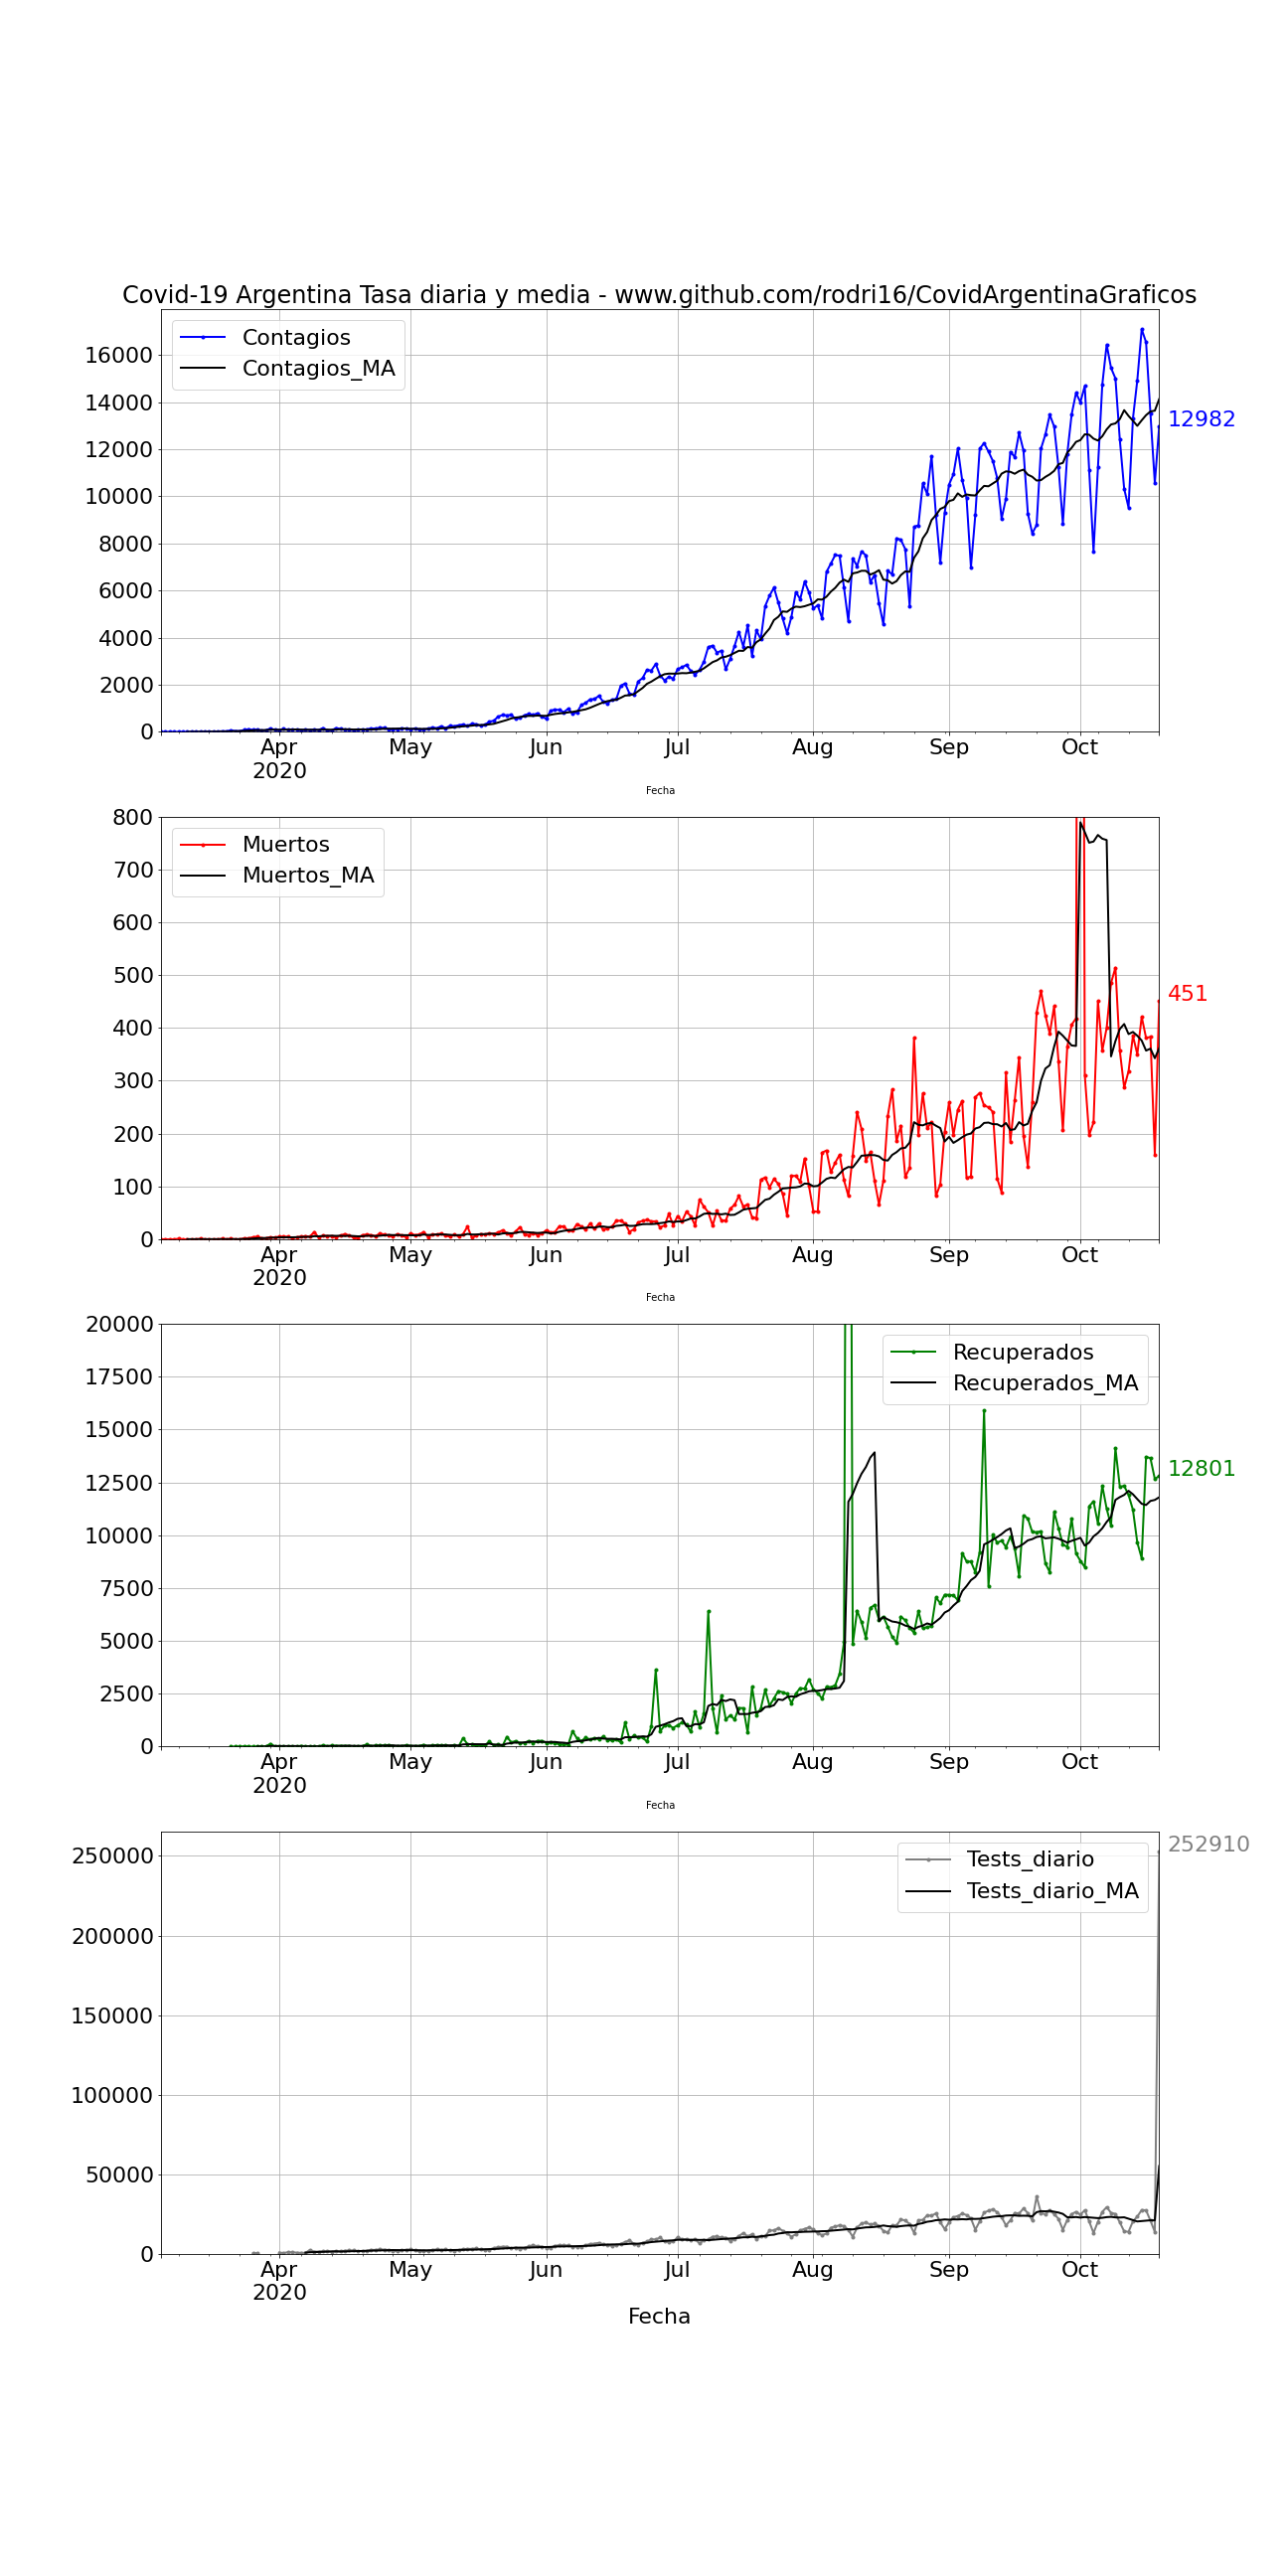 Covid-19 Argentina Tasa diaria y media - www.github.com/rodri16/CovidArgentinaGraficos
Contagios
Contagios_MA
16000
14000
12000
10000
8000
6000
4000
2000
0
12982
Apr May Jun Jul Aug Sep Oct
2020
Fecha
Muertos
Muertos_MA
800
700
600
500
400
300
200
100
0
451
Apr May Jun Jul Aug Sep Oct
2020
Fecha
Recuperados
Recuperados_MA
20000
17500
15000
12500
10000
7500
5000
2500
0
12801
Apr May Jun Jul Aug Sep Oct
2020
Fecha
Tests_diario
Tests_diario_MA
250000
200000
150000
100000
50000
0
252910
Apr May Jun Jul Aug Sep Oct
2020
Fecha